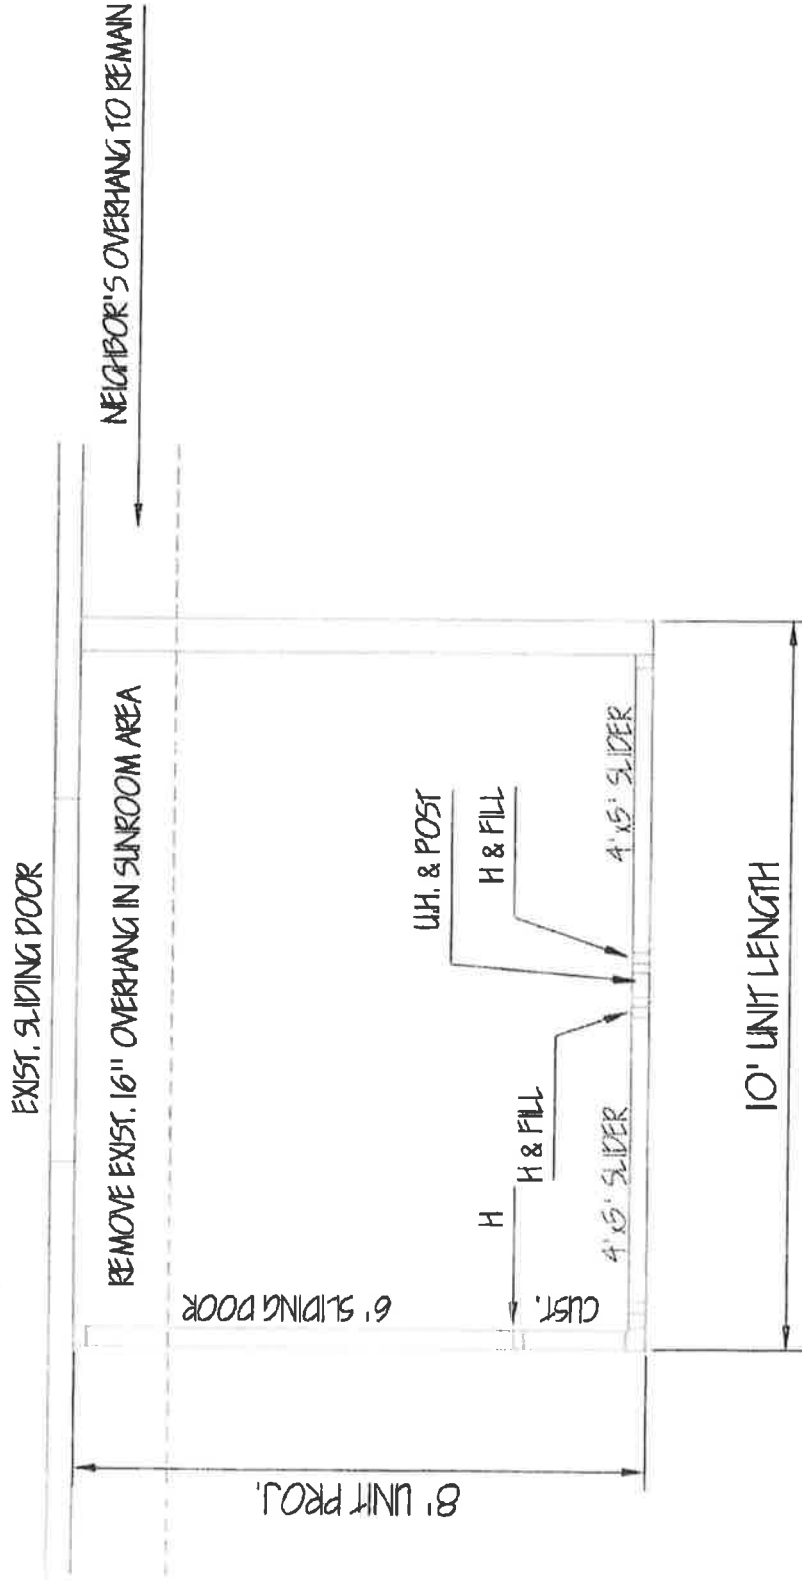 EXIST. SLIDING DOOR
NEIGHBOR'S OVERHANG TO REMAIN
REMOVE EXIST. 16" OVERHANG IN SUNROOM AREA
6' SLIDING DOOR
U.H. & POST
H & FILL
H
H & FILL
CUST.
4'x5' SLIDER
4'x5' SLIDER
8' UNIT PROJ.
10' UNIT LENGTH